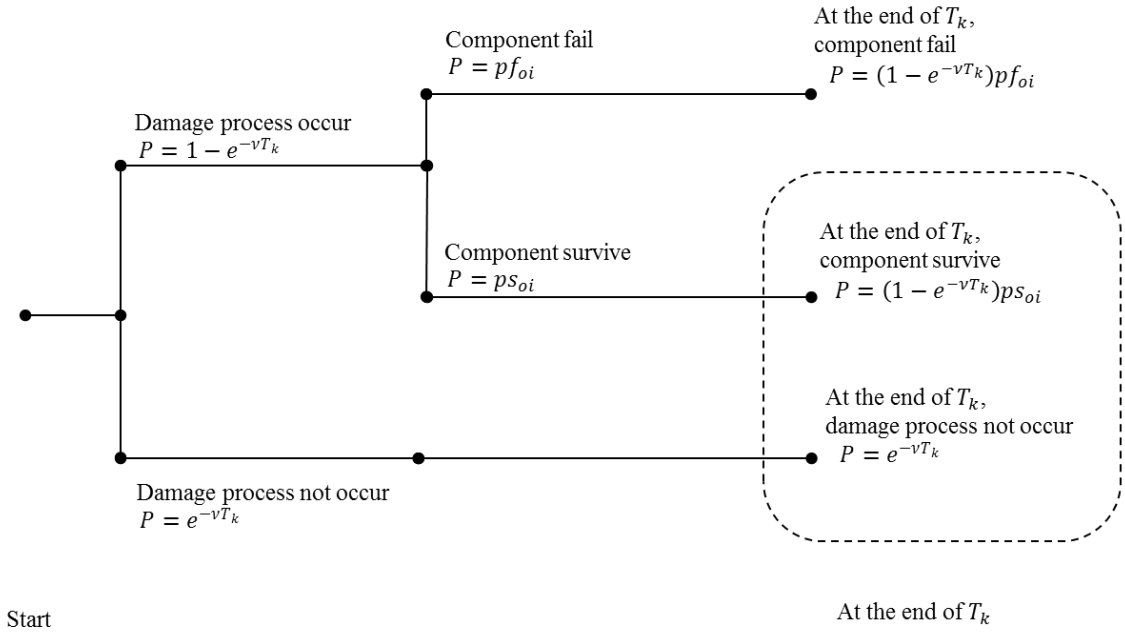 At the end of T_k,
component fail
P = (1 − e^{−νT_k})pf_{oi}
Component fail
P = pf_{oi}
Damage process occur
P = 1 − e^{−νT_k}
At the end of T_k,
component survive
P = (1 − e^{−νT_k})ps_{oi}
Component survive
P = ps_{oi}
At the end of T_k,
damage process not occur
P = e^{−νT_k}
Damage process not occur
P = e^{−νT_k}
Start
At the end of T_k